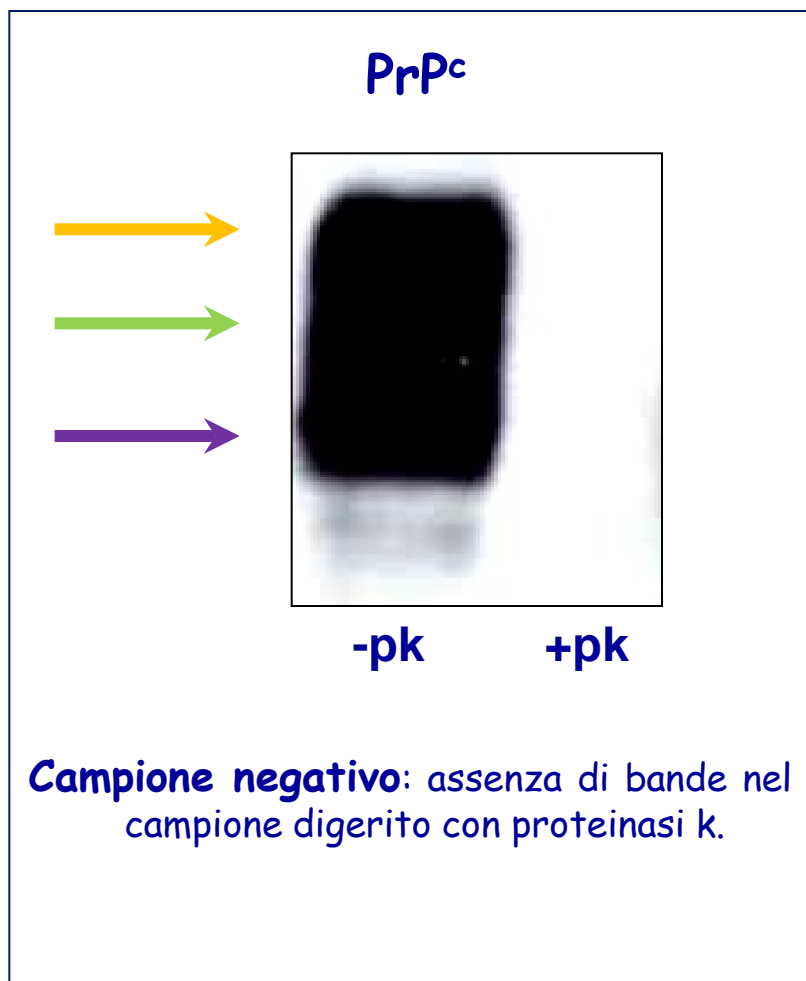 PrPᶜ
-pk +pk
Campione negativo: assenza di bande nel
campione digerito con proteinasi k.